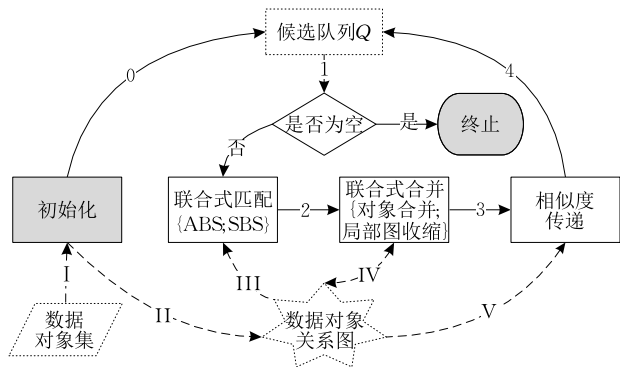 候选队列Q
0
1
4
是否为空
是
终止
否
初始化
联合式匹配
{ABS;SBS}
2
联合式合并
{对象合并;
局部图收缩}
3
相似度
传递
I
II
III
IV
V
数据
对象集
数据对象
关系图